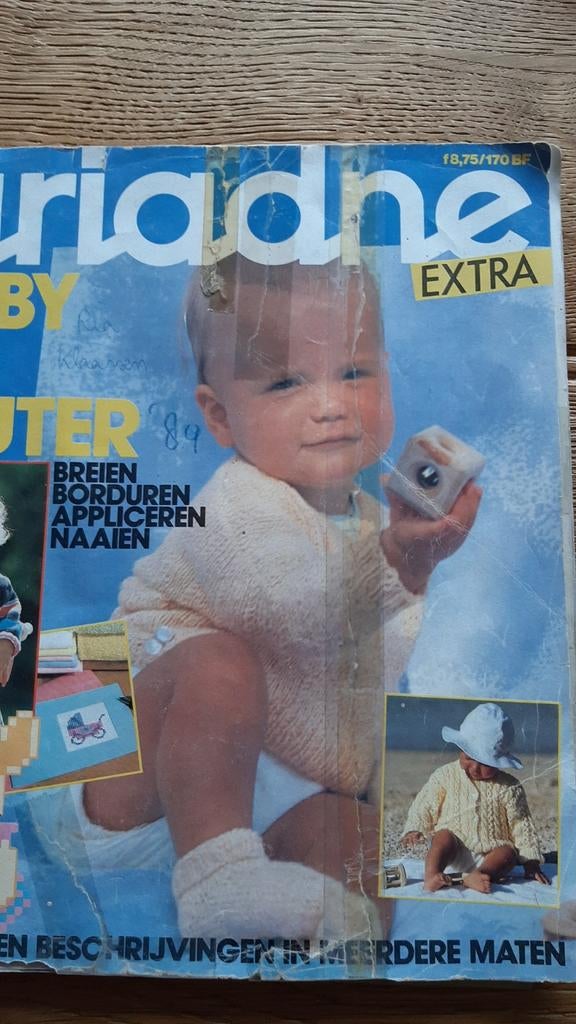 f8,75/170 BF
riadne
EXTRA
BY
UTER '89
BREIEN
BORDUREN
APPLICEREN
NAAIEN
EN BESCHRIJVINGEN IN MEERDERE MATEN